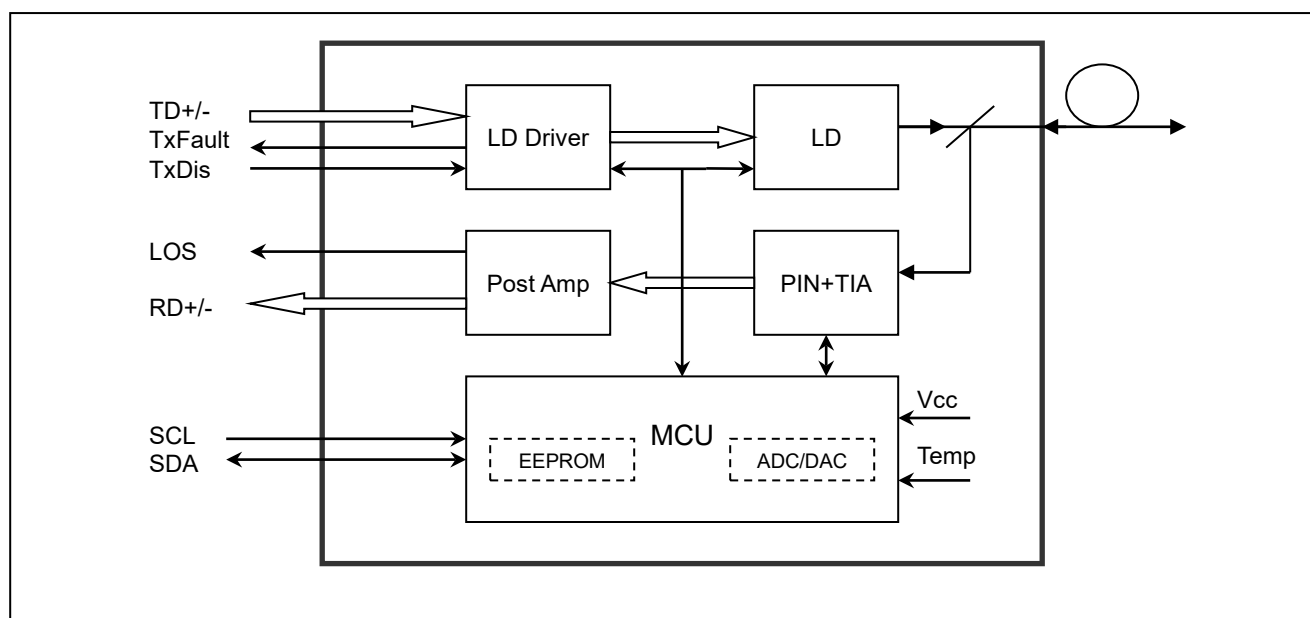 TD+/-
TxFault
TxDis
LD Driver
LD
LOS
RD+/-
Post Amp
PIN+TIA
SCL
SDA
MCU
EEPROM
ADC/DAC
Vcc
Temp